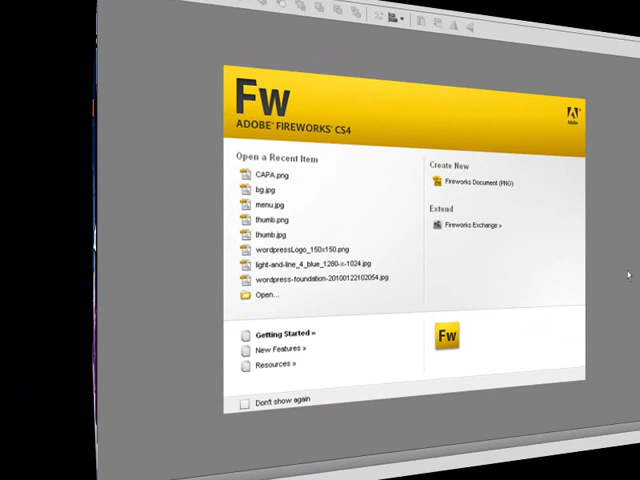 Fw
ADOBE® FIREWORKS® CS4
Adobe
Open a Recent Item
CAPA.png
bg.jpg
menu.jpg
thumb.png
thumb.jpg
wordpressLogo_150x150.png
light-and-line_4_blue_1280-x-1024.jpg
wordpress-foundation-20100122102054.jpg
Open...
Create New
Fireworks Document (PNG)
Extend
Fireworks Exchange »
Getting Started »
New Features »
Resources »
Fw
Don't show again